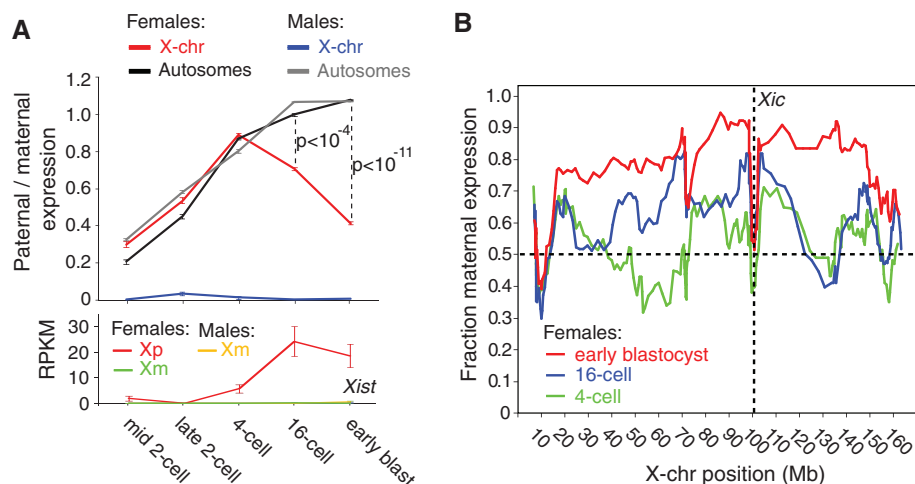 A
Females: Males:
X-chr X-chr
Autosomes Autosomes
1.2
1.0
0.8
0.6
0.4
0.2
0
Paternal / maternal
expression
p<10-4
p<10-11
30
20
10
0
RPKM
Females: Males:
Xp Xm
Xm
Xist
mid 2-cell
late 2-cell
4-cell
16-cell
early blast
B
Xic
1.0
0.9
0.8
0.7
0.6
0.5
0.4
0.3
0.2
0.1
0
Fraction maternal expression
Females:
early blastocyst
16-cell
4-cell
10 20 30 40 50 60 70 80 90 100 110 120 130 140 150 160
X-chr position (Mb)